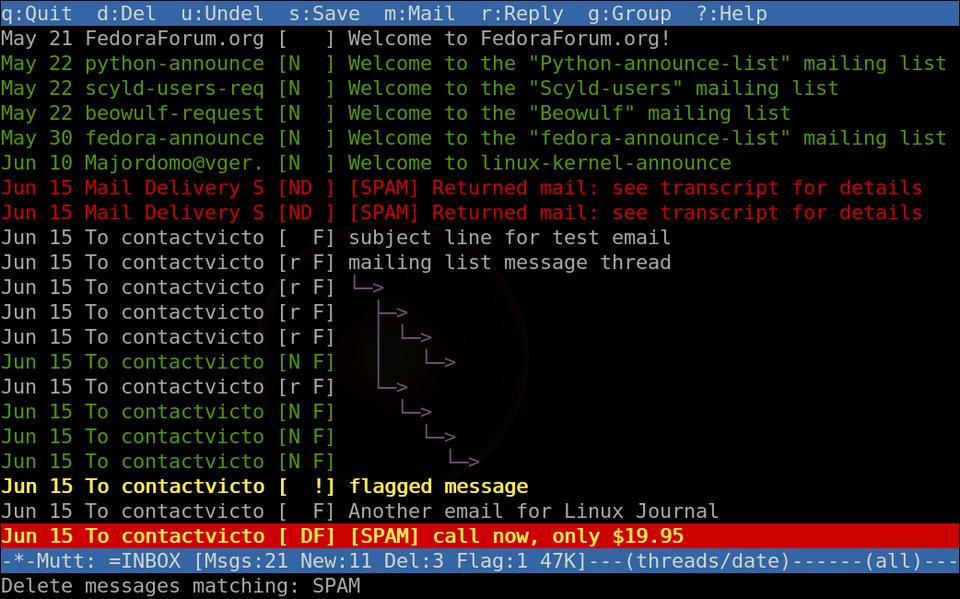 q:Quit  d:Del  u:Undel  s:Save  m:Mail  r:Reply  g:Group  ?:Help
May 21 FedoraForum.org [   ] Welcome to FedoraForum.org!
May 22 python-announce [N  ] Welcome to the "Python-announce-list" mailing list
May 22 scyld-users-req [N  ] Welcome to the "Scyld-users" mailing list
May 22 beowulf-request [N  ] Welcome to the "Beowulf" mailing list
May 30 fedora-announce [N  ] Welcome to the "fedora-announce-list" mailing list
Jun 10 Majordomo@vger. [N  ] Welcome to linux-kernel-announce
Jun 15 Mail Delivery S [ND ] [SPAM] Returned mail: see transcript for details
Jun 15 Mail Delivery S [ND ] [SPAM] Returned mail: see transcript for details
Jun 15 To contactvicto [  F] subject line for test email
Jun 15 To contactvicto [r F] mailing list message thread
Jun 15 To contactvicto [r F] └─>
Jun 15 To contactvicto [r F]   ├─>
Jun 15 To contactvicto [r F]   │ └─>
Jun 15 To contactvicto [N F]   │   └─>
Jun 15 To contactvicto [r F]   └─>
Jun 15 To contactvicto [N F]     └─>
Jun 15 To contactvicto [N F]       └─>
Jun 15 To contactvicto [N F]         └─>
Jun 15 To contactvicto [  !] flagged message
Jun 15 To contactvicto [  F] Another email for Linux Journal
Jun 15 To contactvicto [ DF] [SPAM] call now, only $19.95
-*-Mutt: =INBOX [Msgs:21 New:11 Del:3 Flag:1 47K]---(threads/date)------(all)---
Delete messages matching: SPAM